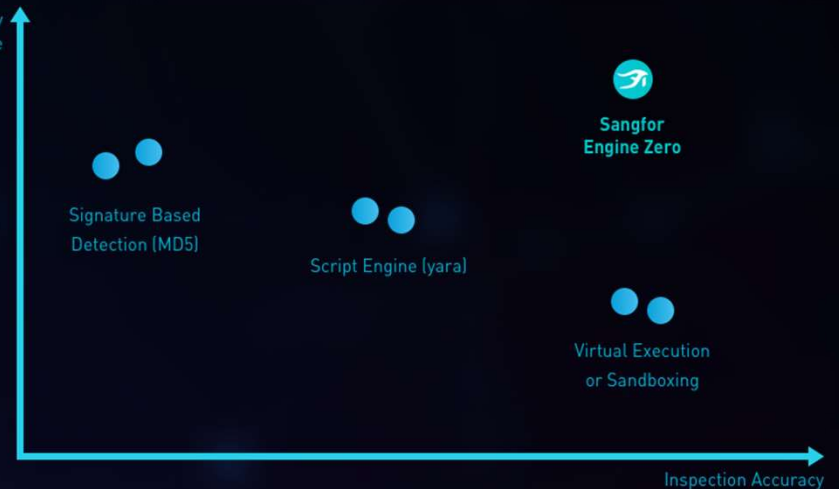 Sangfor
Engine Zero
Signature Based
Detection (MD5)
Script Engine (yara)
Virtual Execution
or Sandboxing
Inspection Accuracy